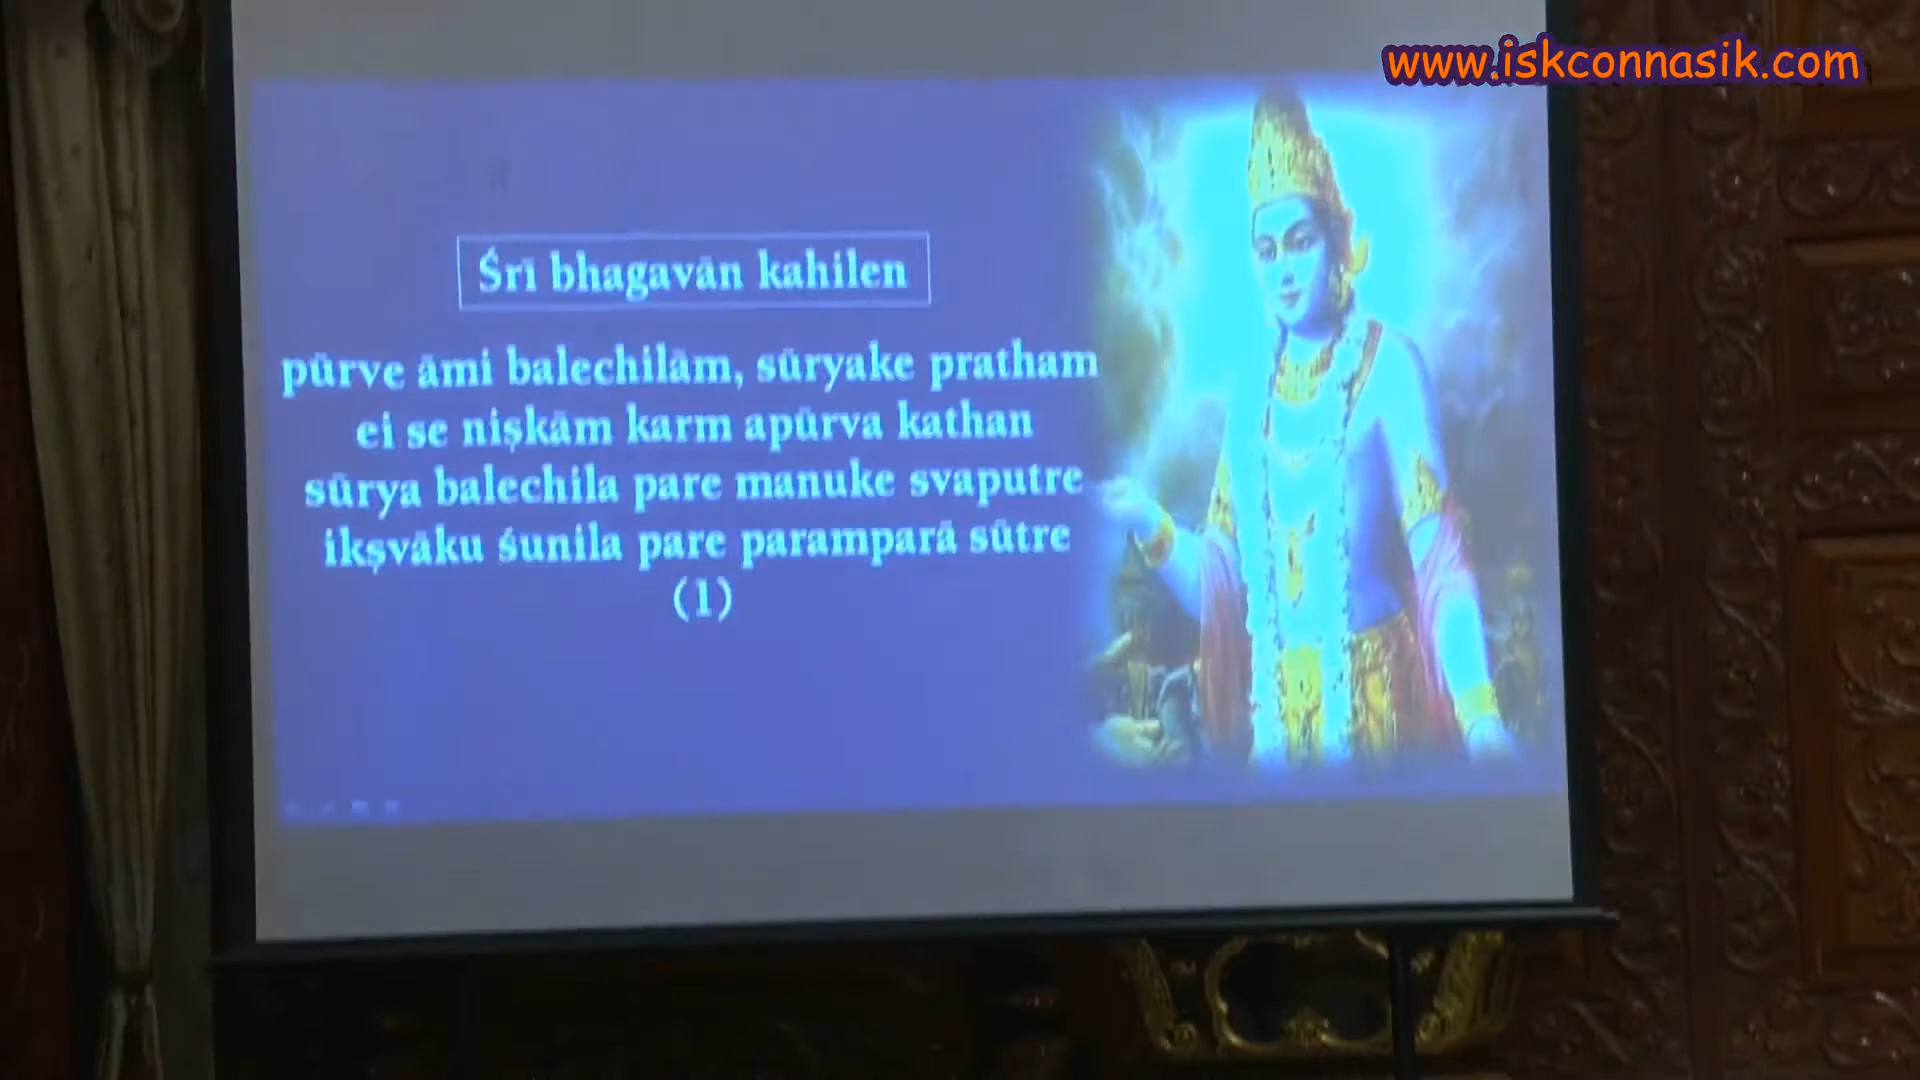 www.iskconnasik.com
Śrī bhagavān kahilen
pūrve āmi balechilām, sūryake pratham
ei se niṣkām karm apūrva kathan
sūrya balechila pare manuke svaputre
ikṣvāku śunila pare paramparā sūtre
(1)